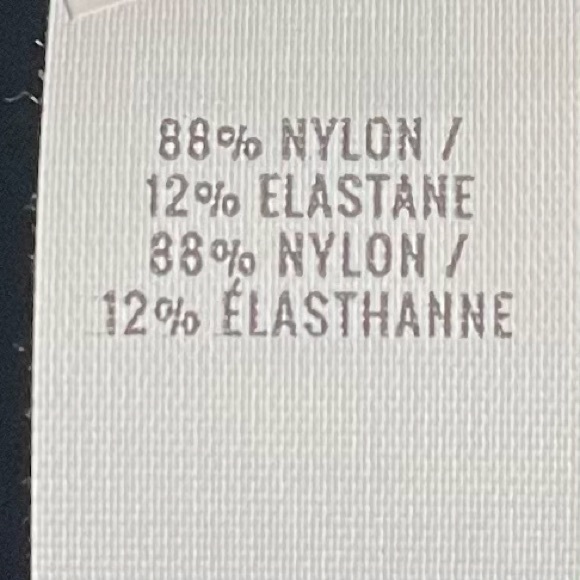 88% NYLON /
12% ELASTANE
88% NYLON /
12% ÉLASTHANNE